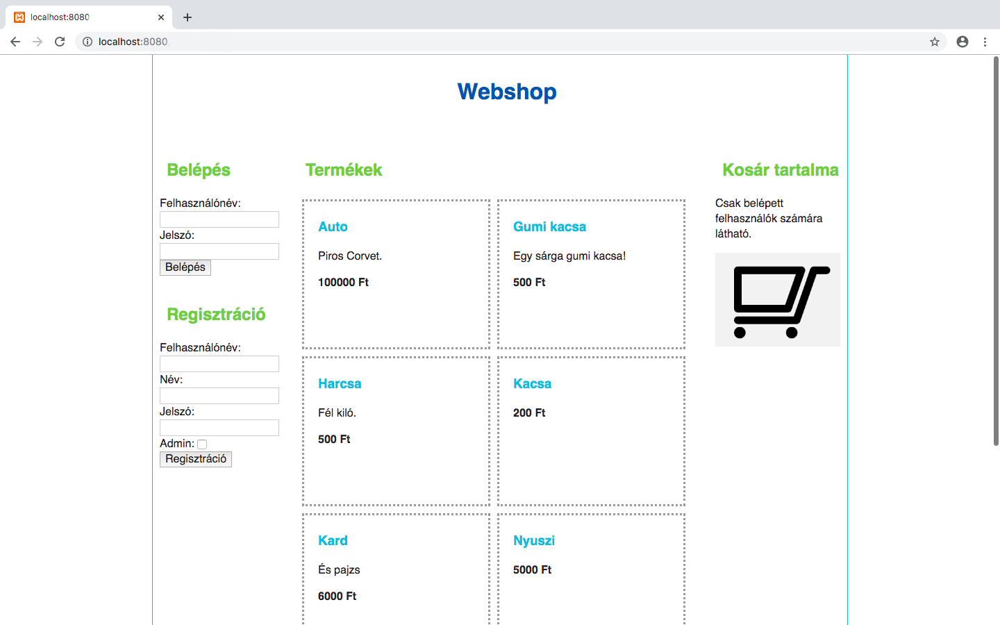 localhost:8080
localhost:8080
Webshop
Belépés
Felhasználónév:
Jelszó:
Belépés
Regisztráció
Felhasználónév:
Név:
Jelszó:
Admin:
Regisztráció
Termékek
Auto
Piros Corvet.
100000 Ft
Gumi kacsa
Egy sárga gumi kacsa!
500 Ft
Harcsa
Fél kiló.
500 Ft
Kacsa
200 Ft
Kard
És pajzs
6000 Ft
Nyuszi
5000 Ft
Kosár tartalma
Csak belépett
felhasználók számára
látható.